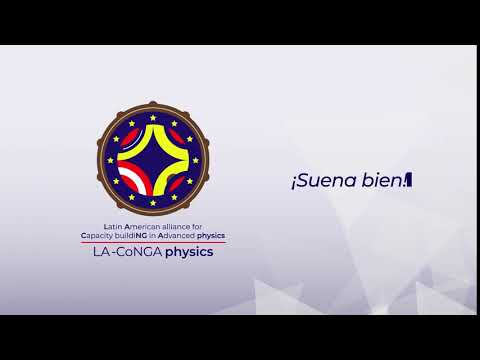 Latin American alliance for
Capacity buildiNG in Advanced physics
LA-CoNGA physics
¡Suena bien!